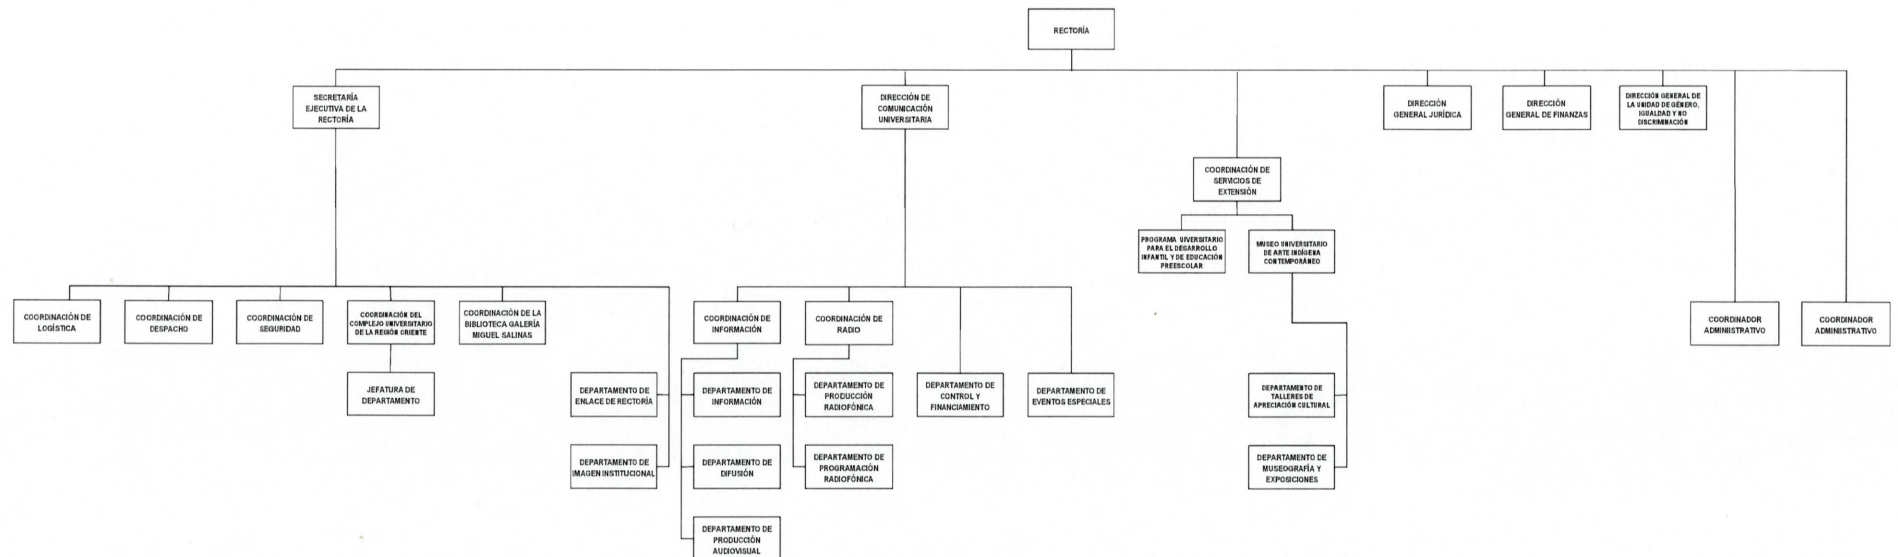 RECTORÍA
SECRETARÍA
EJECUTIVA DE LA
RECTORÍA
DIRECCIÓN DE
COMUNICACIÓN
UNIVERSITARIA
DIRECCIÓN
GENERAL JURÍDICA
DIRECCIÓN
GENERAL DE FINANZAS
DIRECCIÓN GENERAL DE
LA UNIDAD DE GÉNERO,
IGUALDAD Y NO
DISCRIMINACIÓN
COORDINACIÓN DE
SERVICIOS DE
EXTENSIÓN
PROGRAMA UIVERSITARIO
PARA EL DESARROLLO
INFANTIL Y DE EDUCACIÓN
PREESCOLAR
MUSEO UNIVERSITARIO
DE ARTE INDÍGENA
CONTEMPORÁNEO
COORDINACIÓN DE
LOGÍSTICA
COORDINACIÓN DE
DESPACHO
COORDINACIÓN DE
SEGURIDAD
COORDINACIÓN DEL
COMPLEJO UNIVERSITARIO
DE LA REGIÓN ORIENTE
COORDINACIÓN DE LA
BIBLIOTECA GALERÍA
MIGUEL SALINAS
COORDINACIÓN DE
INFORMACIÓN
COORDINACIÓN DE
RADIO
COORDINADOR
ADMINIISTRATIVO
COORDINADOR
ADMINISTRATIVO
JEFATURA DE
DEPARTAMENTO
DEPARTAMENTO DE
ENLACE DE RECTORÍA
DEPARTAMENTO DE
INFORMACIÓN
DEPARTAMENTO DE
PRODUCCIÓN
RADIOFÓNICA
DEPARTAMENTO DE
CONTROL Y
FINANCIAMIENTO
DEPARTAMENTO DE
EVENTOS ESPECIALES
DEPARTAMENTO DE
TALLERES DE
APRECIACIÓN CULTURAL
DEPARTAMENTO DE
IMAGEN INSTITUCIONAL
DEPARTAMENTO DE
DIFUSIÓN
DEPARTAMENTO DE
PROGRAMACIÓN
RADIOFÓNICA
DEPARTAMENTO DE
MUSEOGRAFÍA Y
EXPOSICIONES
DEPARTAMENTO DE
PRODUCCIÓN
AUDIOVISUAL